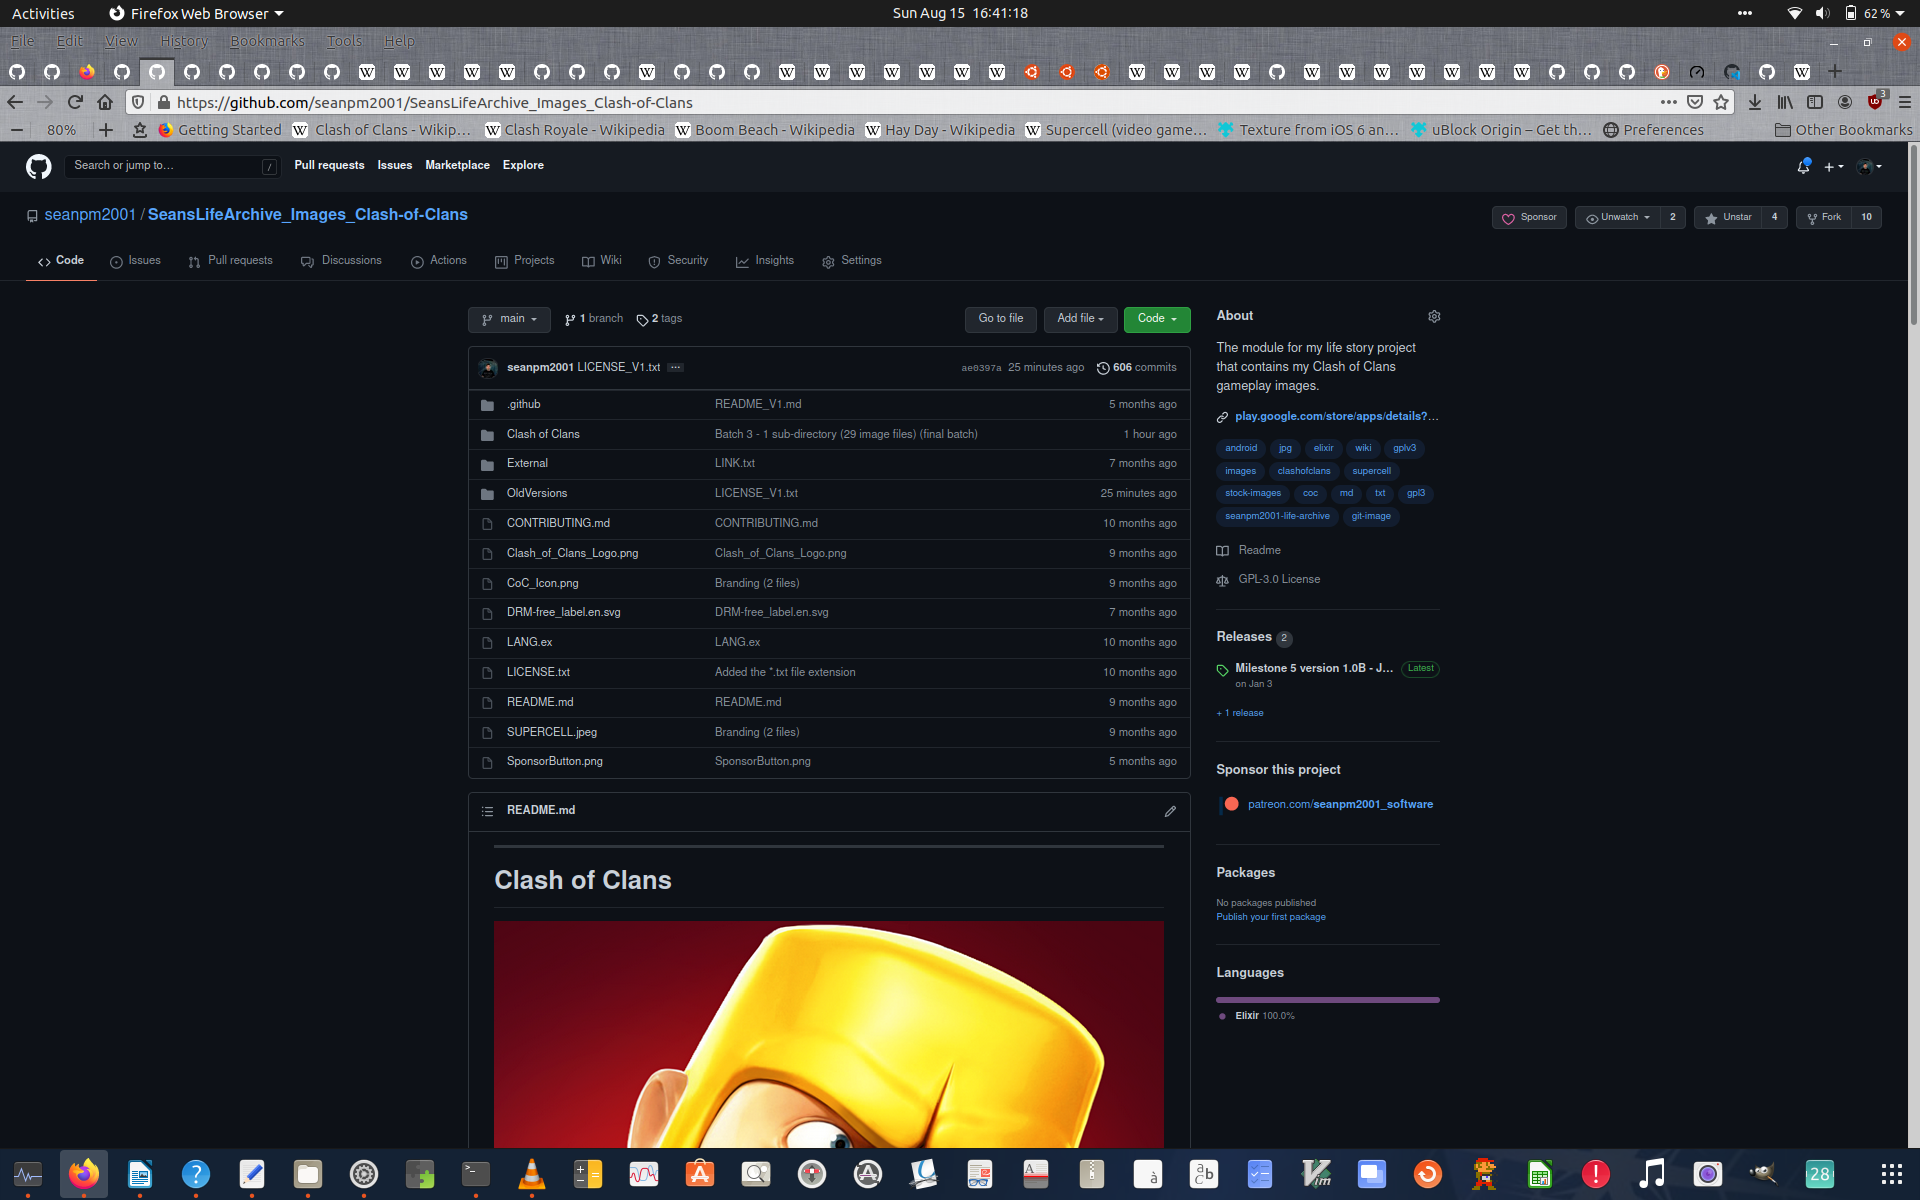 Activities Firefox Web Browser Sun Aug 15 16:41:18 62 %
File Edit View History Bookmarks Tools Help
https://github.com/seanpm2001/SeansLifeArchive_Images_Clash-of-Clans 3
80% Getting Started Clash of Clans - Wikip… Clash Royale - Wikipedia Boom Beach - Wikipedia Hay Day - Wikipedia Supercell (video game… Texture from iOS 6 an… uBlock Origin – Get th… Preferences Other Bookmarks
Search or jump to… / Pull requests Issues Marketplace Explore
seanpm2001 / SeansLifeArchive_Images_Clash-of-Clans Sponsor Unwatch 2 Unstar 4 Fork 10
Code Issues Pull requests Discussions Actions Projects Wiki Security Insights Settings
main 1 branch 2 tags Go to file Add file Code
seanpm2001 LICENSE_V1.txt ae0397a 25 minutes ago 606 commits
.github README_V1.md 5 months ago
Clash of Clans Batch 3 - 1 sub-directory (29 image files) (final batch) 1 hour ago
External LINK.txt 7 months ago
OldVersions LICENSE_V1.txt 25 minutes ago
CONTRIBUTING.md CONTRIBUTING.md 10 months ago
Clash_of_Clans_Logo.png Clash_of_Clans_Logo.png 9 months ago
CoC_Icon.png Branding (2 files) 9 months ago
DRM-free_label.en.svg DRM-free_label.en.svg 7 months ago
LANG.ex LANG.ex 10 months ago
LICENSE.txt Added the *.txt file extension 10 months ago
README.md README.md 9 months ago
SUPERCELL.jpeg Branding (2 files) 9 months ago
SponsorButton.png SponsorButton.png 5 months ago
README.md
Clash of Clans
About
The module for my life story project
that contains my Clash of Clans
gameplay images.
play.google.com/store/apps/details?…
android jpg elixir wiki gplv3
images clashofclans supercell
stock-images coc md txt gpl3
seanpm2001-life-archive git-image
Readme
GPL-3.0 License
Releases 2
Milestone 5 version 1.0B - J… Latest
on Jan 3
+ 1 release
Sponsor this project
patreon.com/seanpm2001_software
Packages
No packages published
Publish your first package
Languages
Elixir 100.0%
28